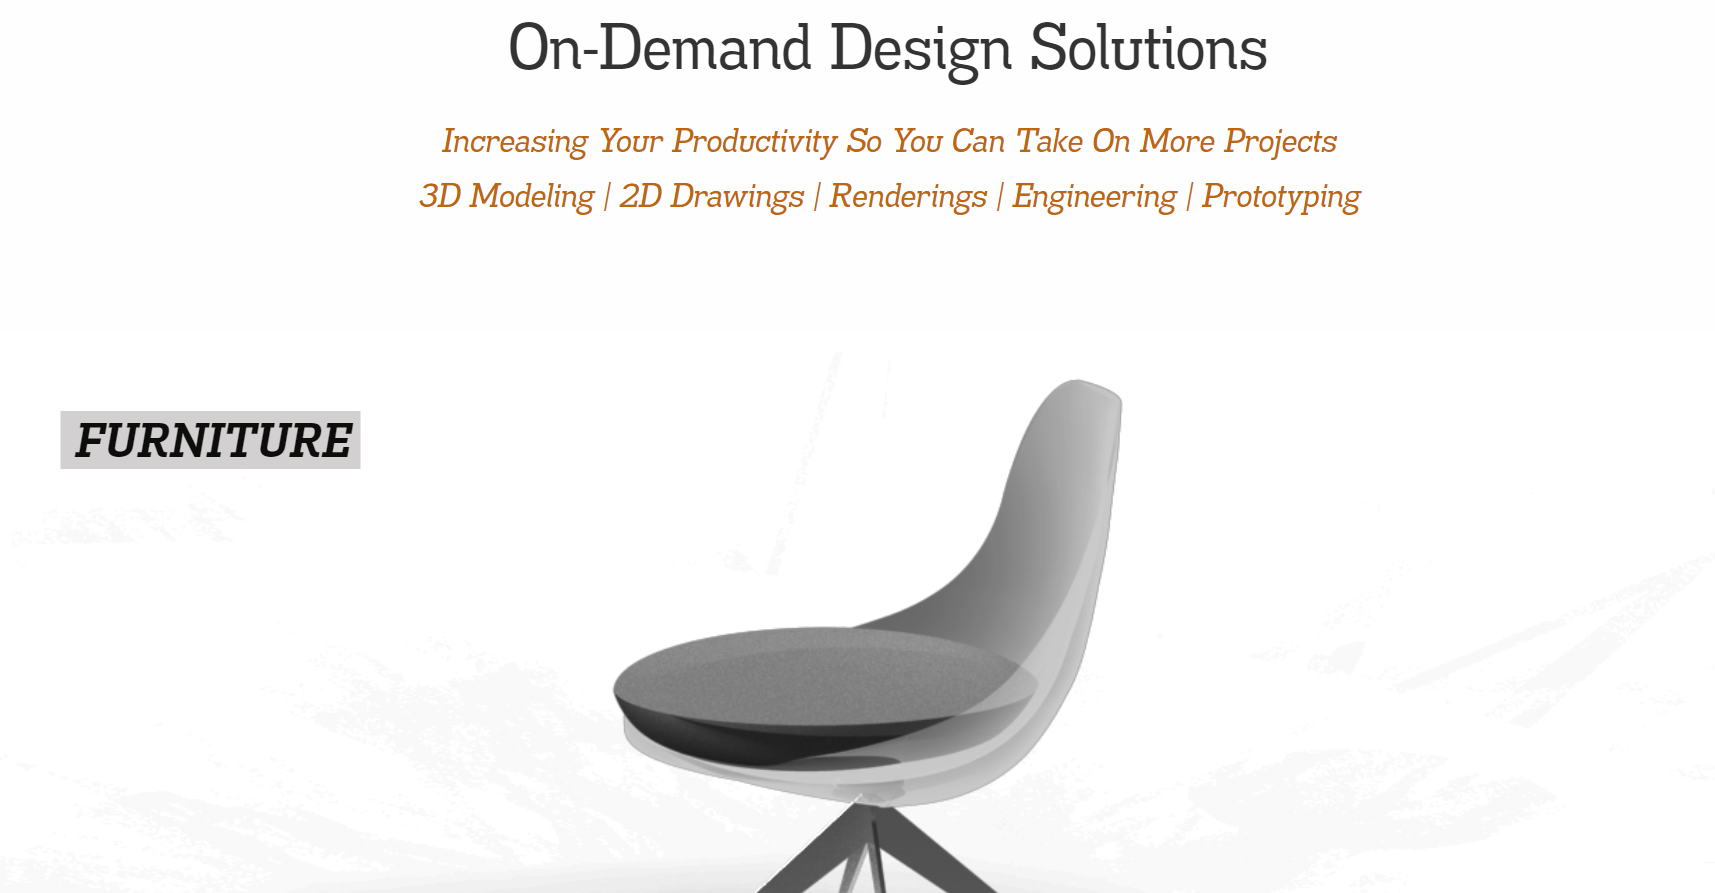 On-Demand Design Solutions
Increasing Your Productivity So You Can Take On More Projects
3D Modeling | 2D Drawings | Renderings | Engineering | Prototyping
FURNITURE